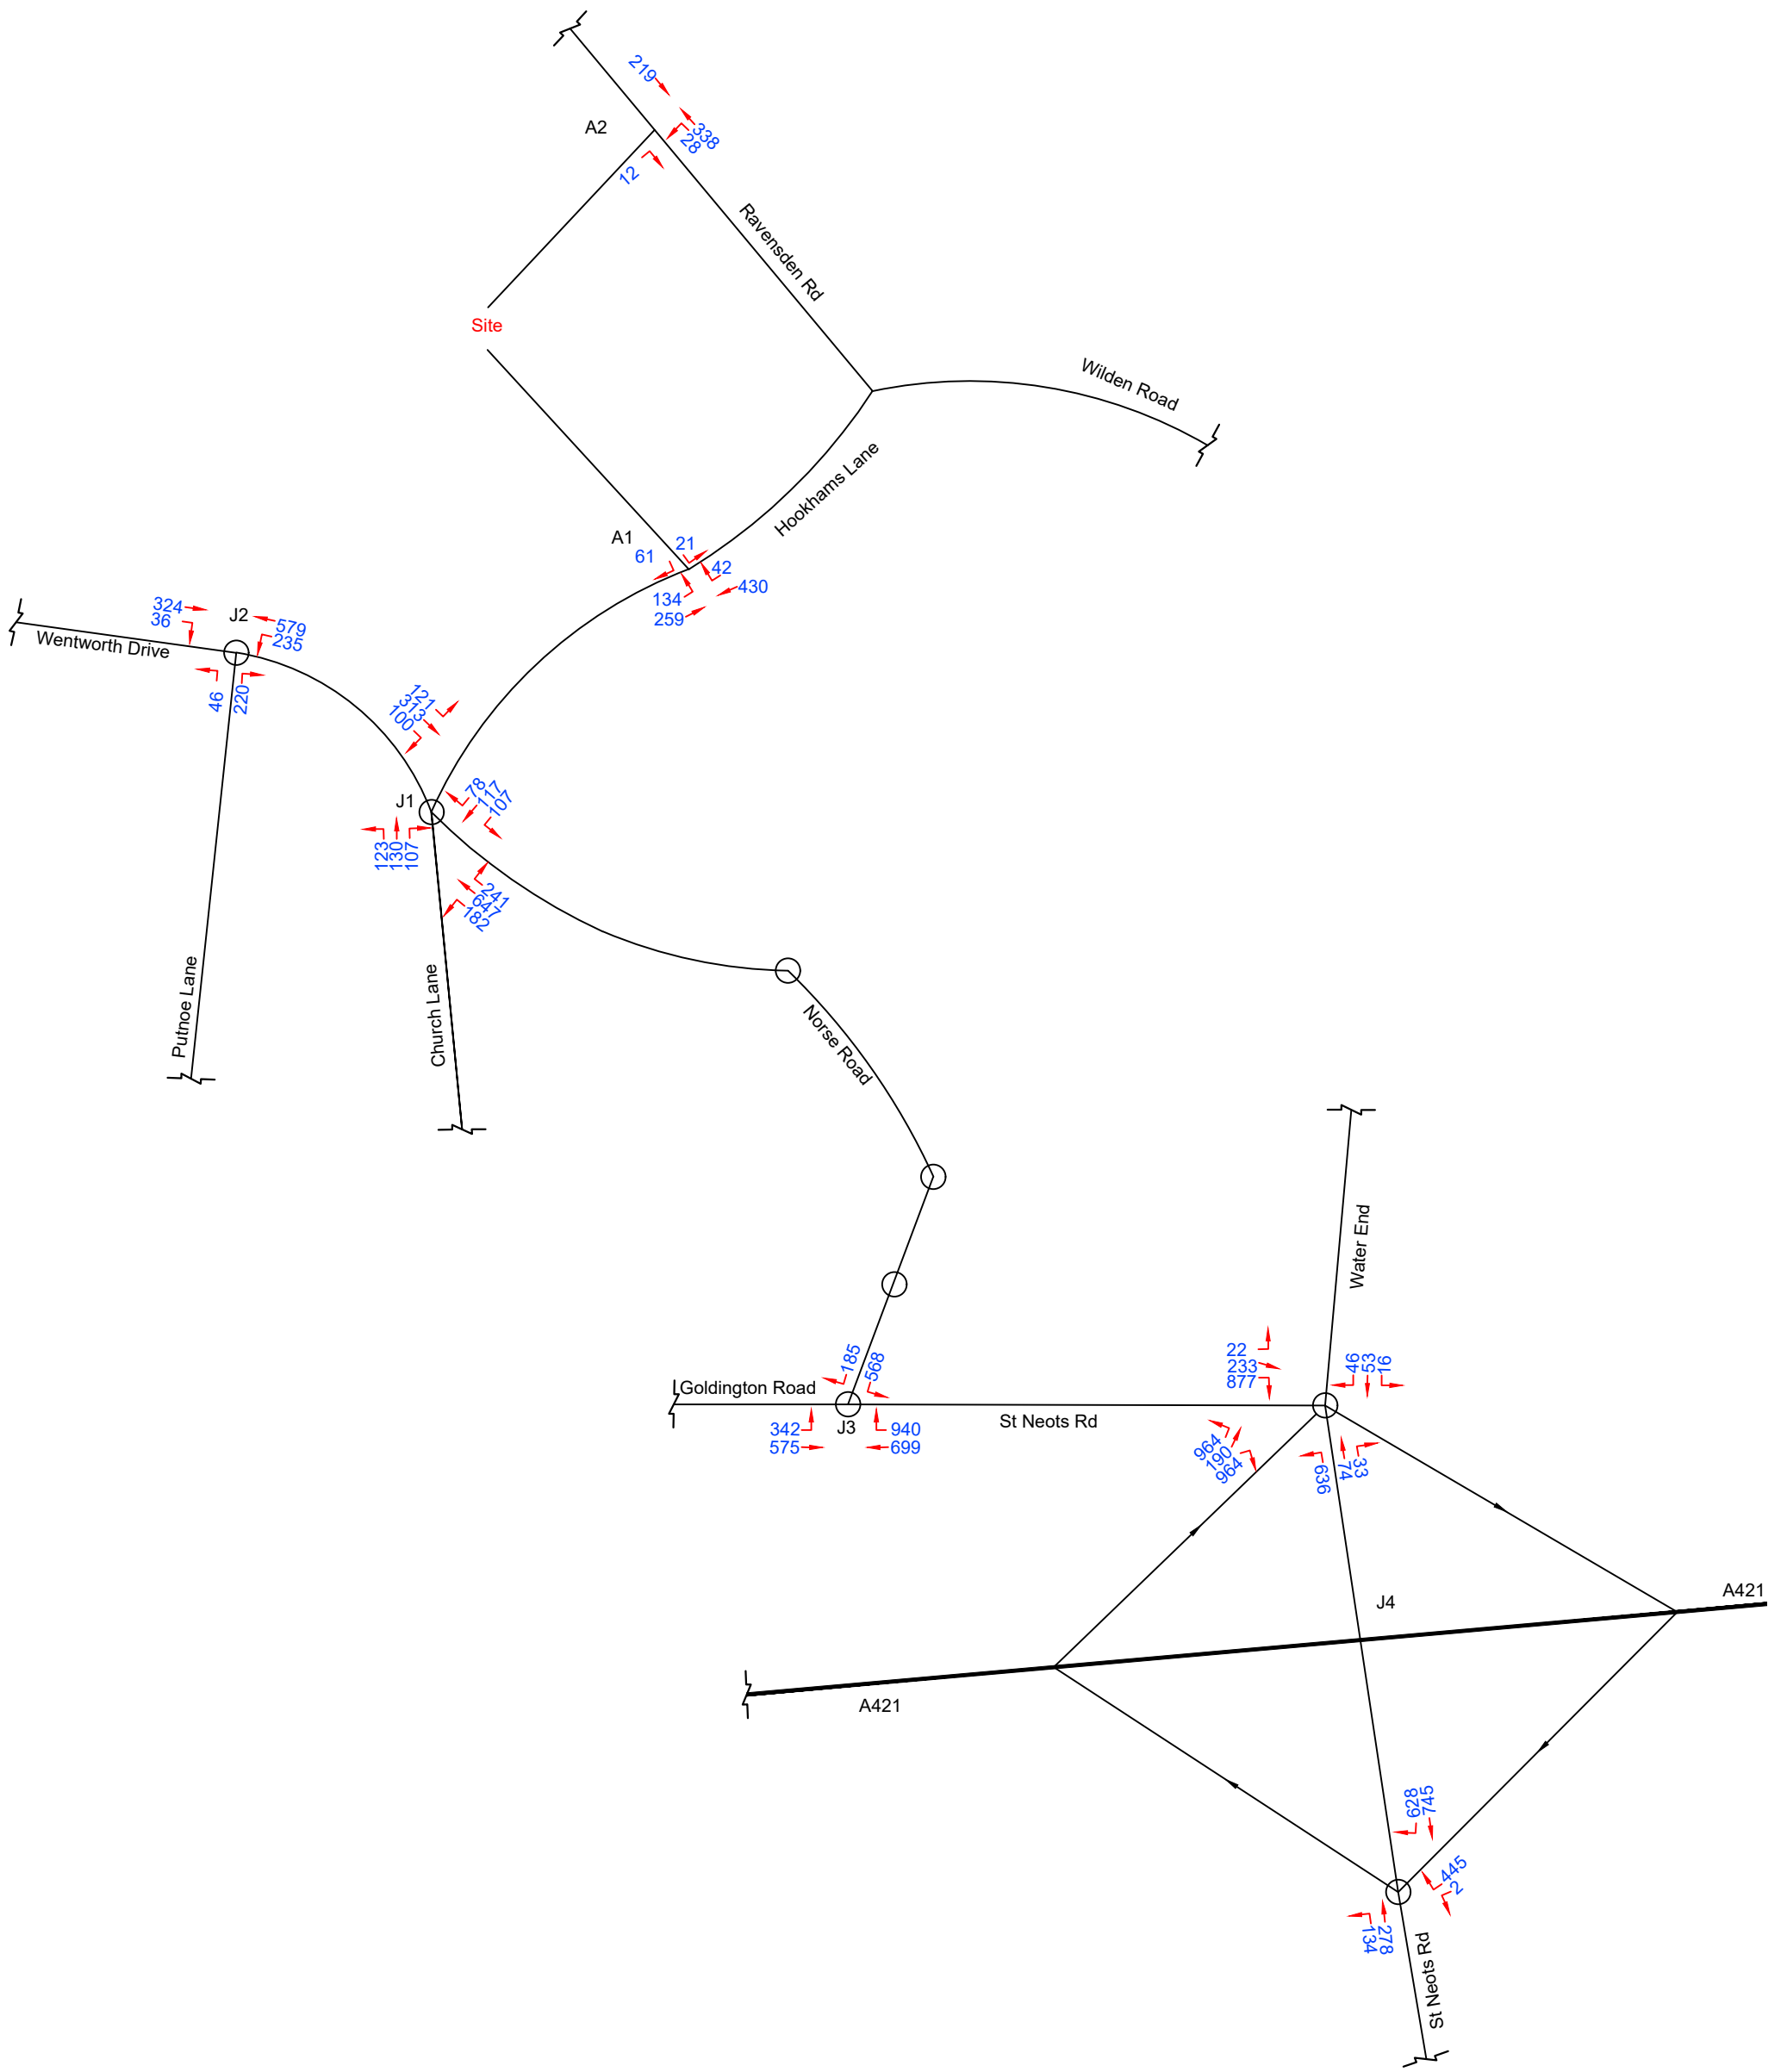 219
338
28
A2
12
Ravensden Rd
Site
Wilden Road
Hookhams Lane
A1
21
61
42
430
134
259
324
36
J2
579
235
Wentworth Drive
46
220
121
313
100
J1
78
117
107
123
130
107
241
647
182
Putnoe Lane
Church Lane
Norse Road
Water End
185
568
Goldington Road
St Neots Rd
J3
342
575
940
699
22
233
877
46
53
16
964
190
964
636
74
33
J4
A421
A421
628
745
445
2
134
278
St Neots Rd